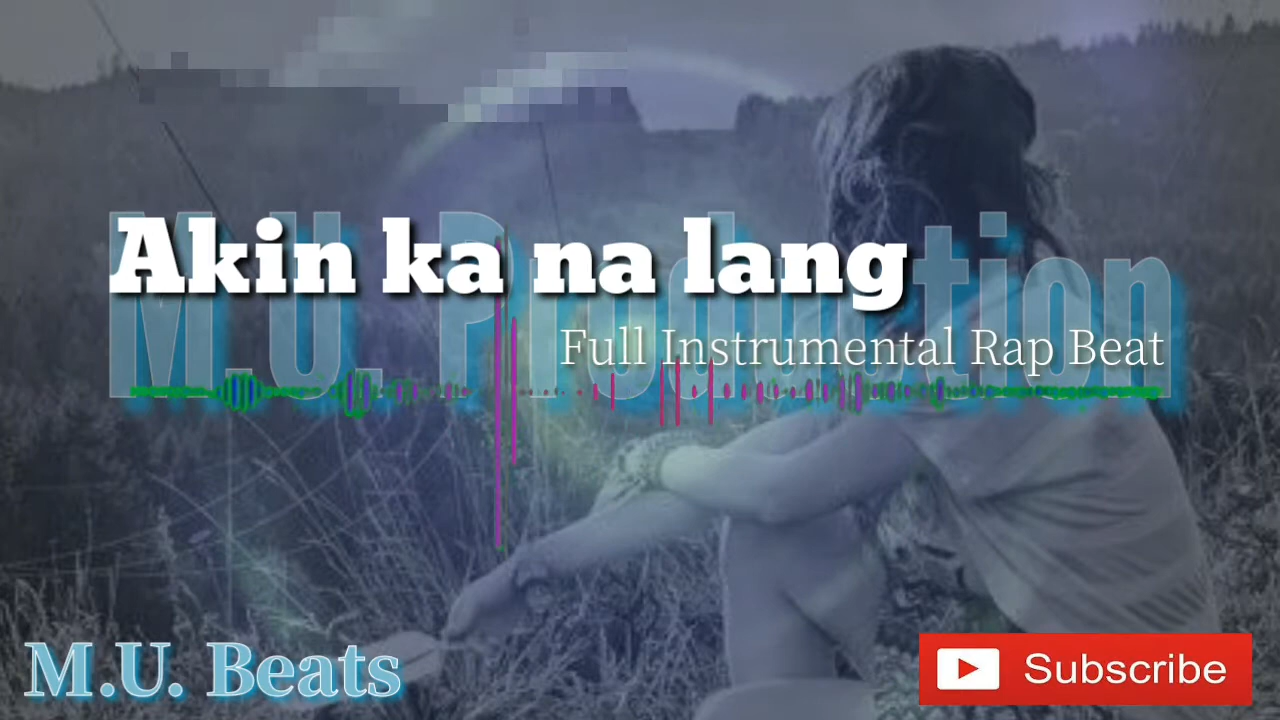 Akin ka na lang
M.U. Production
Full Instrumental Rap Beat
M.U. Beats
Subscribe